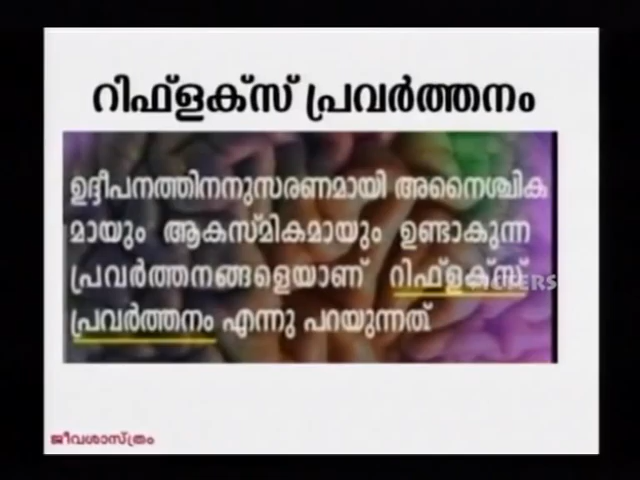 റിഫ്ളക്സ് പ്രവർത്തനം
ഉദ്ദീപനത്തിനനുസരണമായി അനൈശ്ചിക
മായും ആകസ്മികമായും ഉണ്ടാകുന്ന
പ്രവർത്തനങ്ങളെയാണ് റിഫ്ളക്സ്
പ്രവർത്തനം എന്നു പറയുന്നത്.
ജീവശാസ്ത്രം